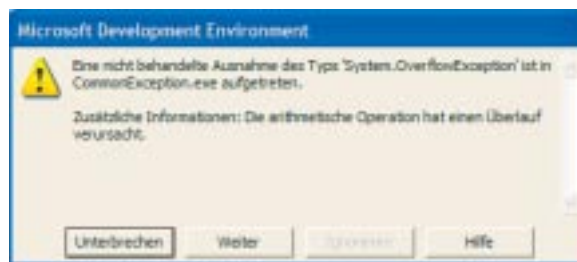 Microsoft Development Environment
Eine nicht behandelte Ausnahme des Typs 'System.OverflowException' ist in
CommonException.exe aufgetreten.
Zusätzliche Informationen: Die arithmetische Operation hat einen Überlauf
verursacht.
Unterbrechen Weiter Ignorieren Hilfe